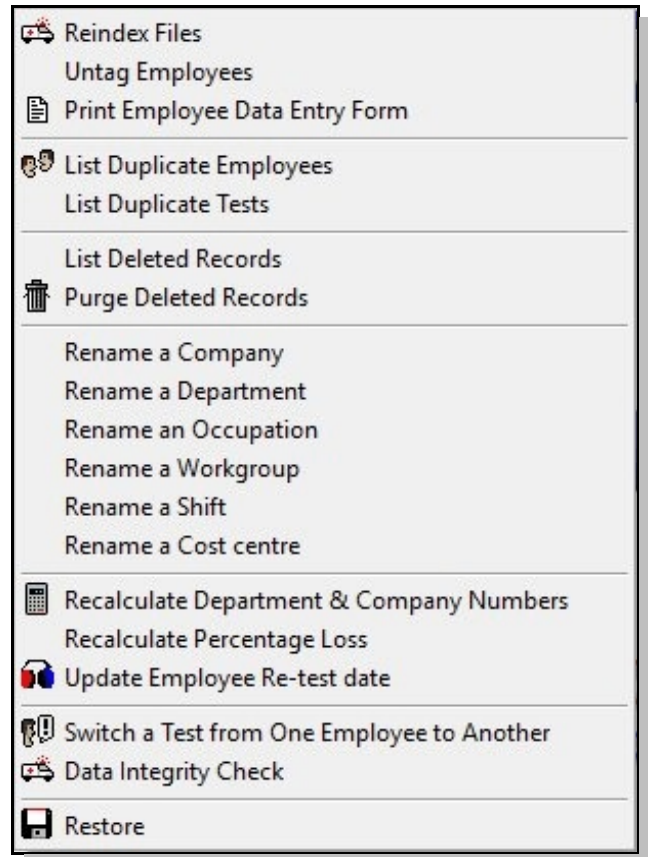 Reindex Files
Untag Employees
Print Employee Data Entry Form
List Duplicate Employees
List Duplicate Tests
List Deleted Records
Purge Deleted Records
Rename a Company
Rename a Department
Rename an Occupation
Rename a Workgroup
Rename a Shift
Rename a Cost centre
Recalculate Department & Company Numbers
Recalculate Percentage Loss
Update Employee Re-test date
Switch a Test from One Employee to Another
Data Integrity Check
Restore